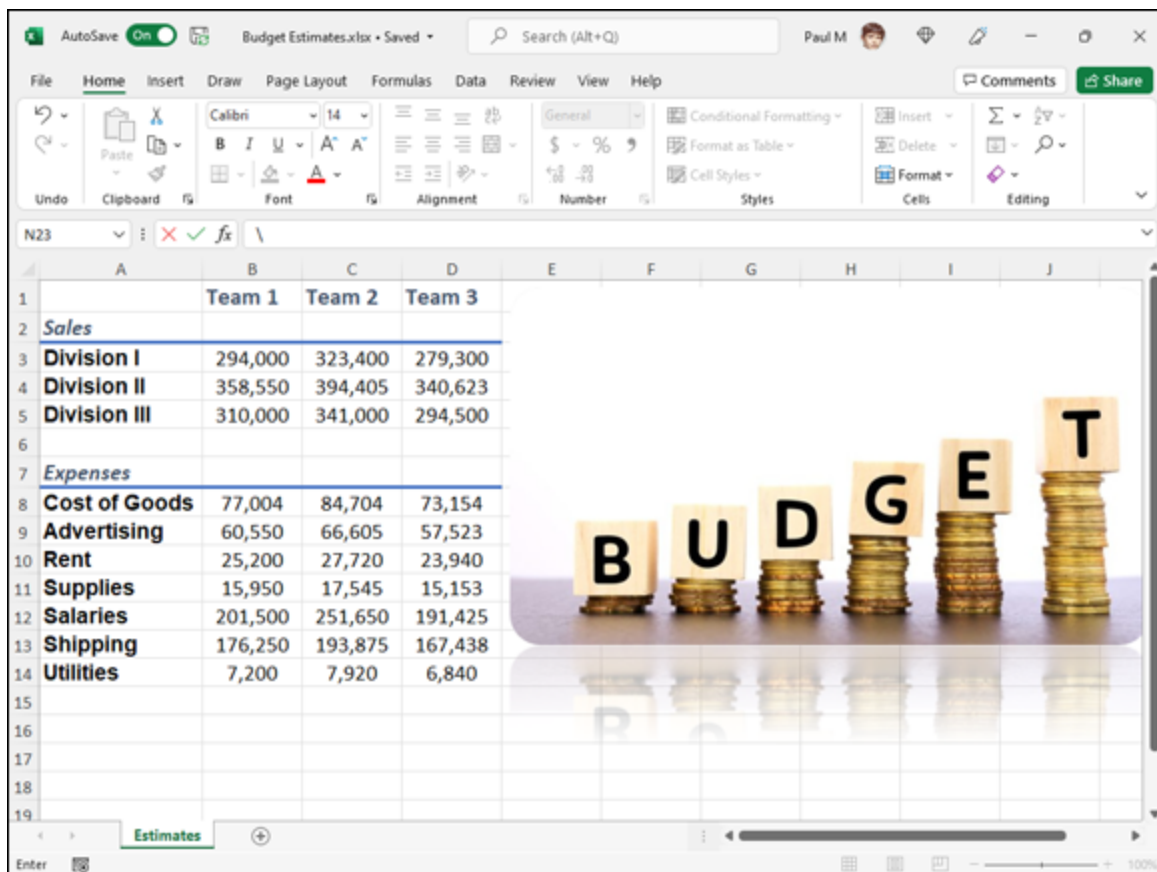 AutoSave On Budget Estimates.xlsx • Saved Search (Alt+Q) Paul M
File Home Insert Draw Page Layout Formulas Data Review View Help Comments Share
Calibri 14 General Conditional Formatting Insert
Paste B I U A A $ % 9 Format as Table Delete
A Cell Styles Format
Undo Clipboard Font Alignment Number Styles Cells Editing
N23 fx \
A B C D E F G H I J
1 Team 1 Team 2 Team 3
2 Sales
3 Division I 294,000 323,400 279,300
4 Division II 358,550 394,405 340,623
5 Division III 310,000 341,000 294,500
6
7 Expenses
8 Cost of Goods 77,004 84,704 73,154
9 Advertising 60,550 66,605 57,523
10 Rent 25,200 27,720 23,940
11 Supplies 15,950 17,545 15,153
12 Salaries 201,500 251,650 191,425
13 Shipping 176,250 193,875 167,438
14 Utilities 7,200 7,920 6,840
15
16
17
18
19
BUDGET
Estimates
Enter 100%